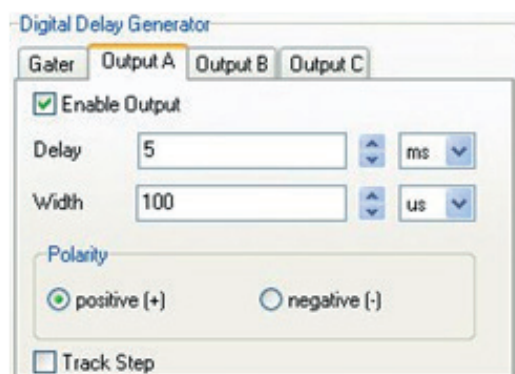 Digital Delay Generator
Gater Output A Output B Output C
Enable Output
Delay 5 ms
Width 100 us
Polarity
positive (+) negative (-)
Track Step